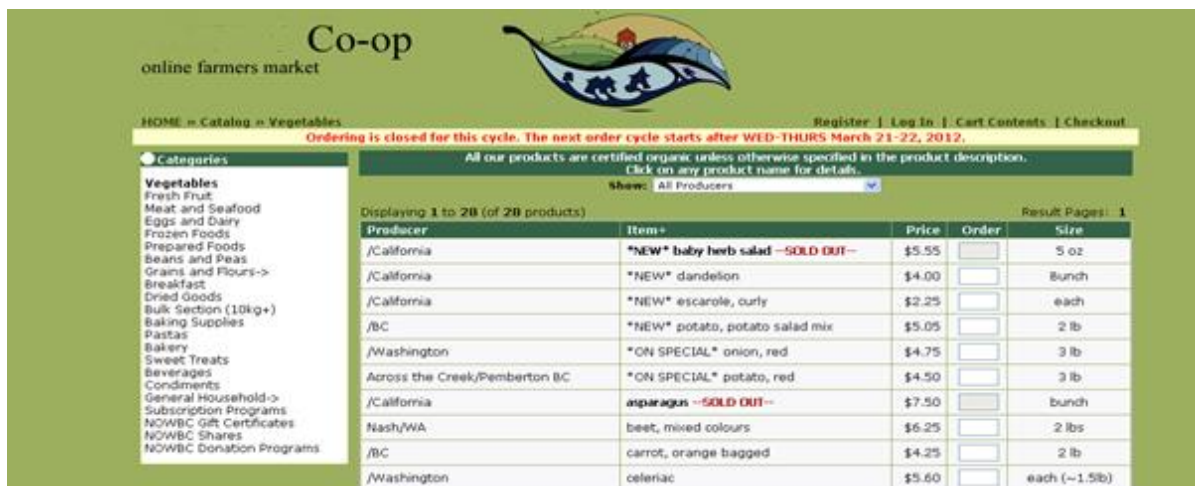 Co-op
online farmers market
HOME » Catalog » Vegetables
Register | Log In | Cart Contents | Checkout
Ordering is closed for this cycle. The next order cycle starts after WED-THURS March 21-22, 2012.
Categories
Vegetables
Fresh Fruit
Meat and Seafood
Eggs and Dairy
Frozen Foods
Prepared Foods
Beans and Peas
Grains and Flours->
Breakfast
Dried Goods
Bulk Section (10kg+)
Baking Supplies
Pastas
Bakery
Sweet Treats
Beverages
Condiments
General Household->
Subscription Programs
NOWBC Gift Certificates
NOWBC Shares
NOWBC Donation Programs
All our products are certified organic unless otherwise specified in the product description.
Click on any product name for details.
Show: All Producers
Displaying 1 to 28 (of 28 products) Result Pages: 1
Producer Item+ Price Order Size
/California *NEW* baby herb salad --SOLD OUT-- $5.55 5 oz
/California *NEW* dandelion $4.00 Bunch
/California *NEW* escarole, curly $2.25 each
/BC *NEW* potato, potato salad mix $5.05 2 lb
/Washington *ON SPECIAL* onion, red $4.75 3 lb
Across the Creek/Pemberton BC *ON SPECIAL* potato, red $4.50 3 lb
/California asparagus --SOLD OUT-- $7.50 bunch
Nash/WA beet, mixed colours $6.25 2 lbs
/BC carrot, orange bagged $4.25 2 lb
/Washington celeriac $5.60 each (~1.5lb)